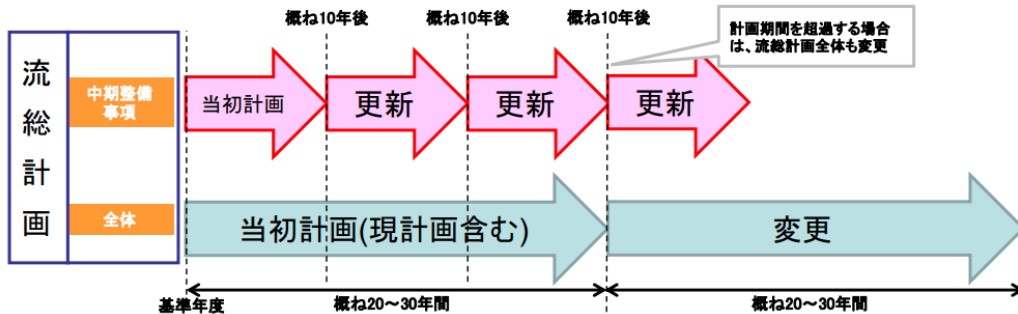 概ね10年後
概ね10年後
概ね10年後
計画期間を超過する場合
は、流総計画全体も変更
流総計画
中期整備
事項
当初計画
更新
更新
更新
全体
当初計画(現計画含む)
変更
基準年度
概ね20～30年間
概ね20～30年間